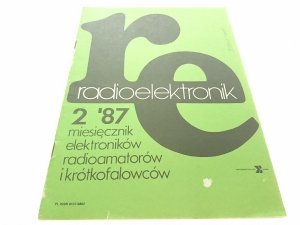 re
radioelektronik
2 '87
miesięcznik
elektroników
radioamatorów
i krótkofalowców